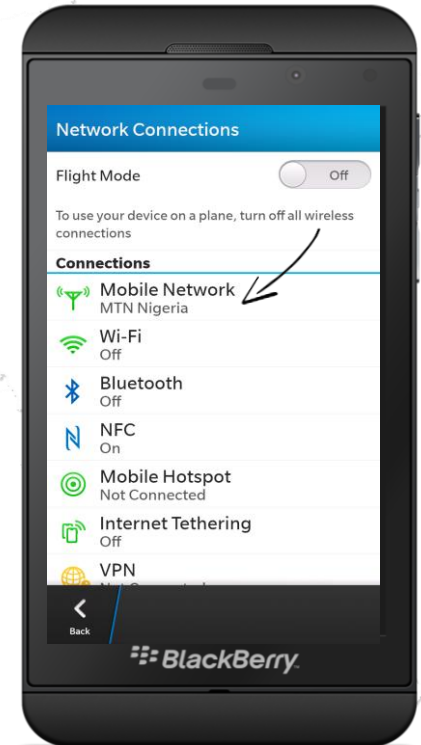 Network Connections
Flight Mode
Off
To use your device on a plane, turn off all wireless
connections
Connections
Mobile Network
MTN Nigeria
Wi-Fi
Off
Bluetooth
Off
NFC
On
Mobile Hotspot
Not Connected
Internet Tethering
Off
VPN
Back
BlackBerry